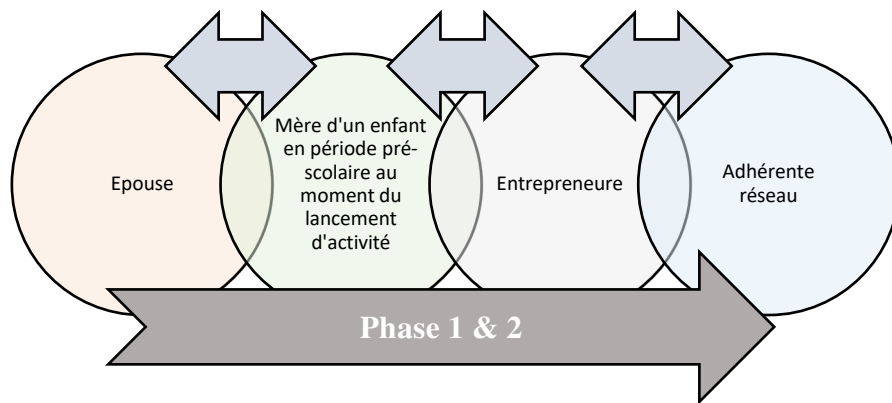 Epouse
Mère d'un enfant
en période pré-
scolaire au
moment du
lancement
d'activité
Entrepreneure
Adhérente
réseau
Phase 1 & 2